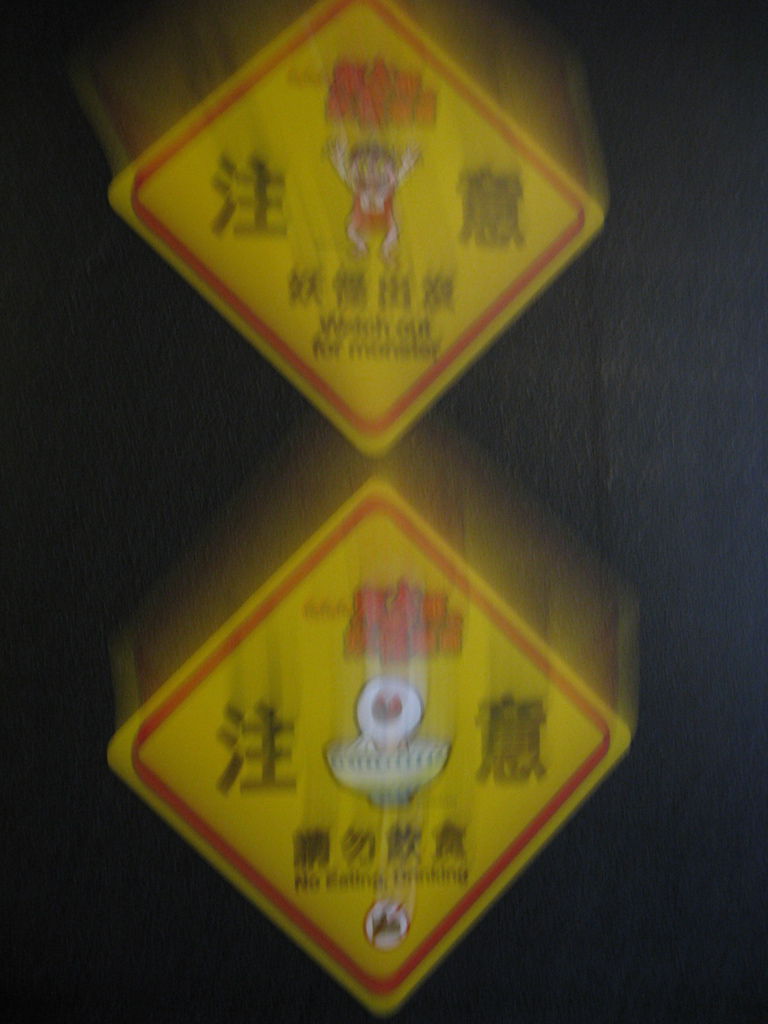 注 意
妖怪出沒
Watch out
for monster
注 意
請勿飲食
No Eating, Drinking